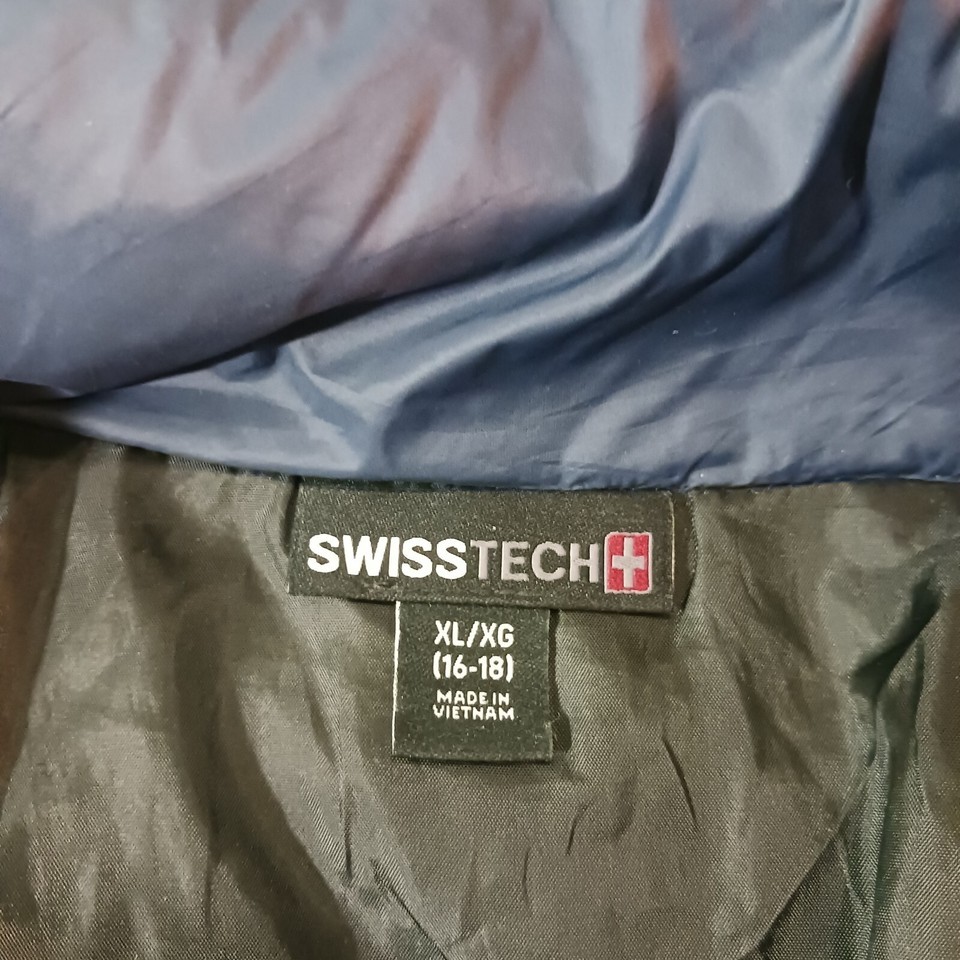 SWISSTECH
XL/XG
(16-18)
MADE IN
VIETNAM